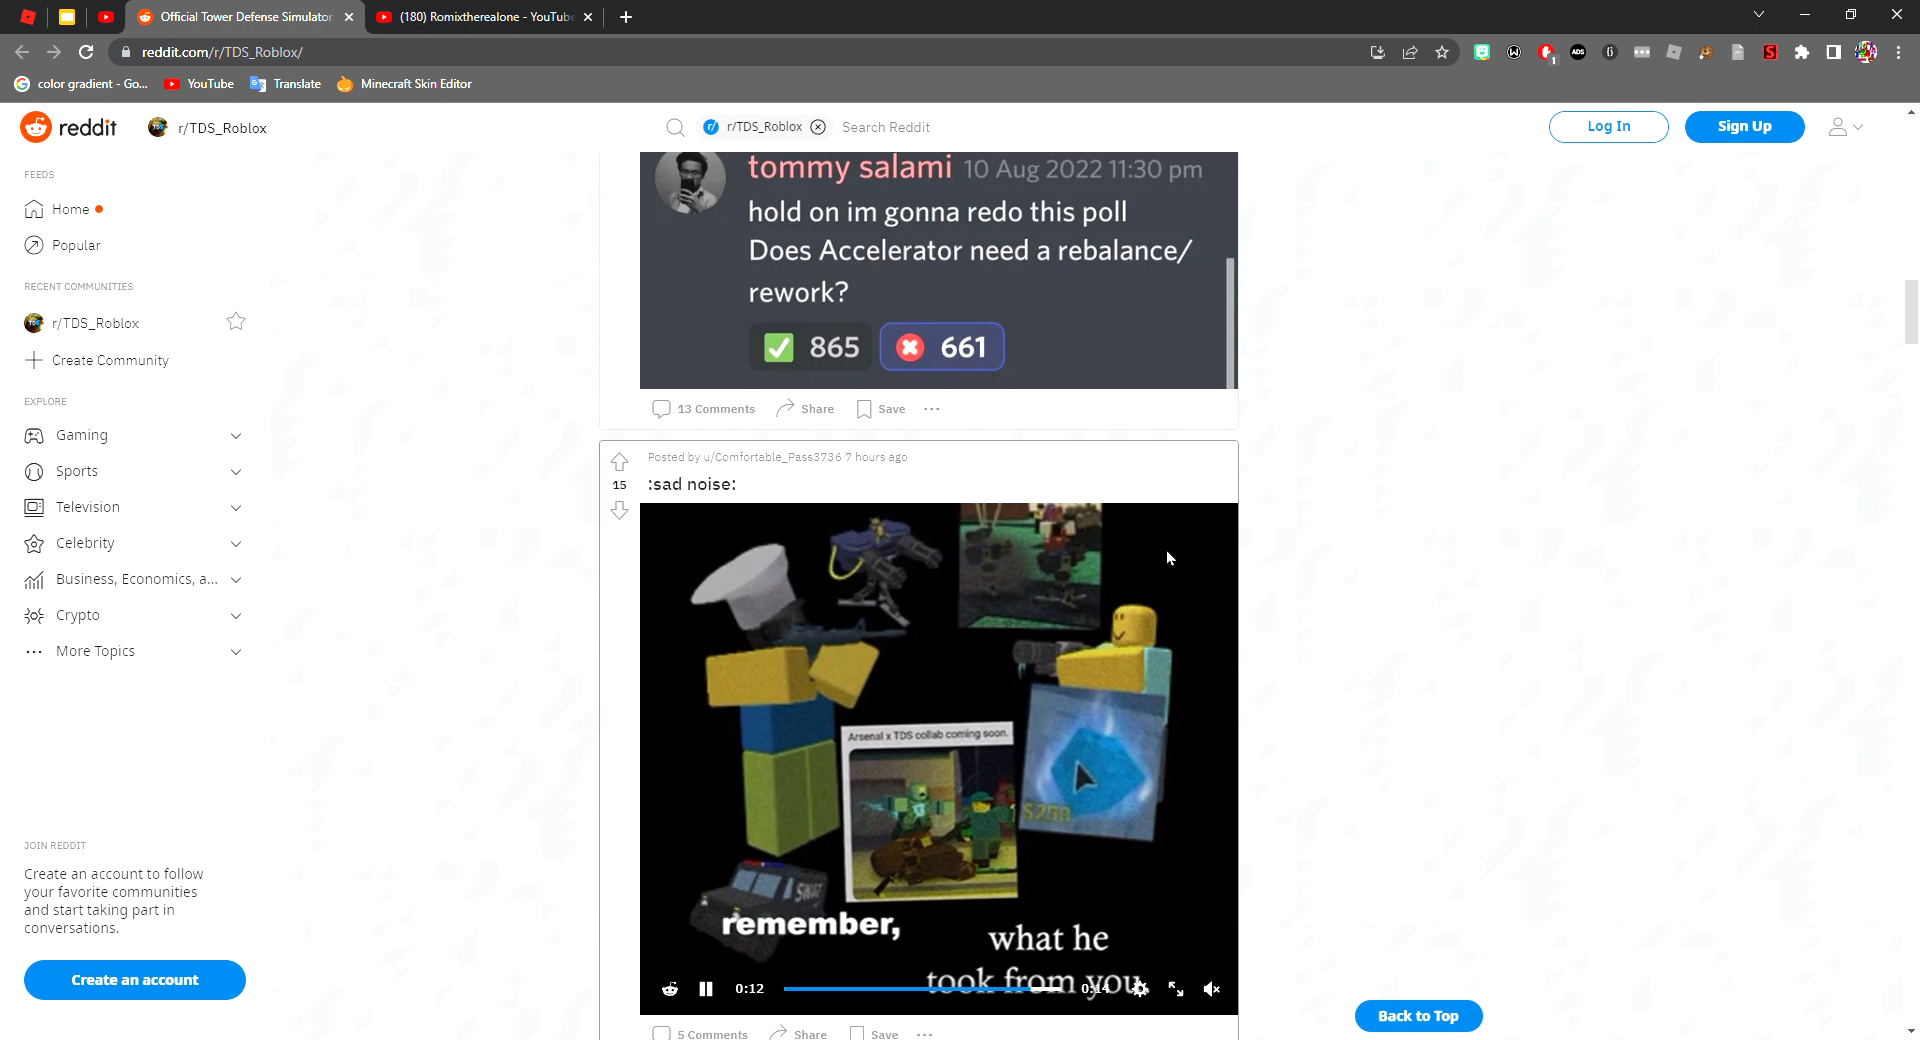 Official Tower Defense Simulator
(180) Romixtherealone - YouTube
reddit.com/r/TDS_Roblox/
1
ADS
color gradient - Go...
YouTube
Translate
Minecraft Skin Editor
reddit
r/TDS_Roblox
r/TDS_Roblox
Search Reddit
Log In
Sign Up
FEEDS
Home
Popular
RECENT COMMUNITIES
r/TDS_Roblox
Create Community
EXPLORE
Gaming
Sports
Television
Celebrity
Business, Economics, a...
Crypto
More Topics
JOIN REDDIT
Create an account to follow
your favorite communities
and start taking part in
conversations.
Create an account
tommy salami 10 Aug 2022 11:30 pm
hold on im gonna redo this poll
Does Accelerator need a rebalance/
rework?
865
661
13 Comments
Share
Save
Posted by u/Comfortable_Pass3736 7 hours ago
15
:sad noise:
Arsenal x TDS collab coming soon.
SWAT
remember,
what he
took from you.
0:12
0:14
5 Comments
Share
Save
Back to Top